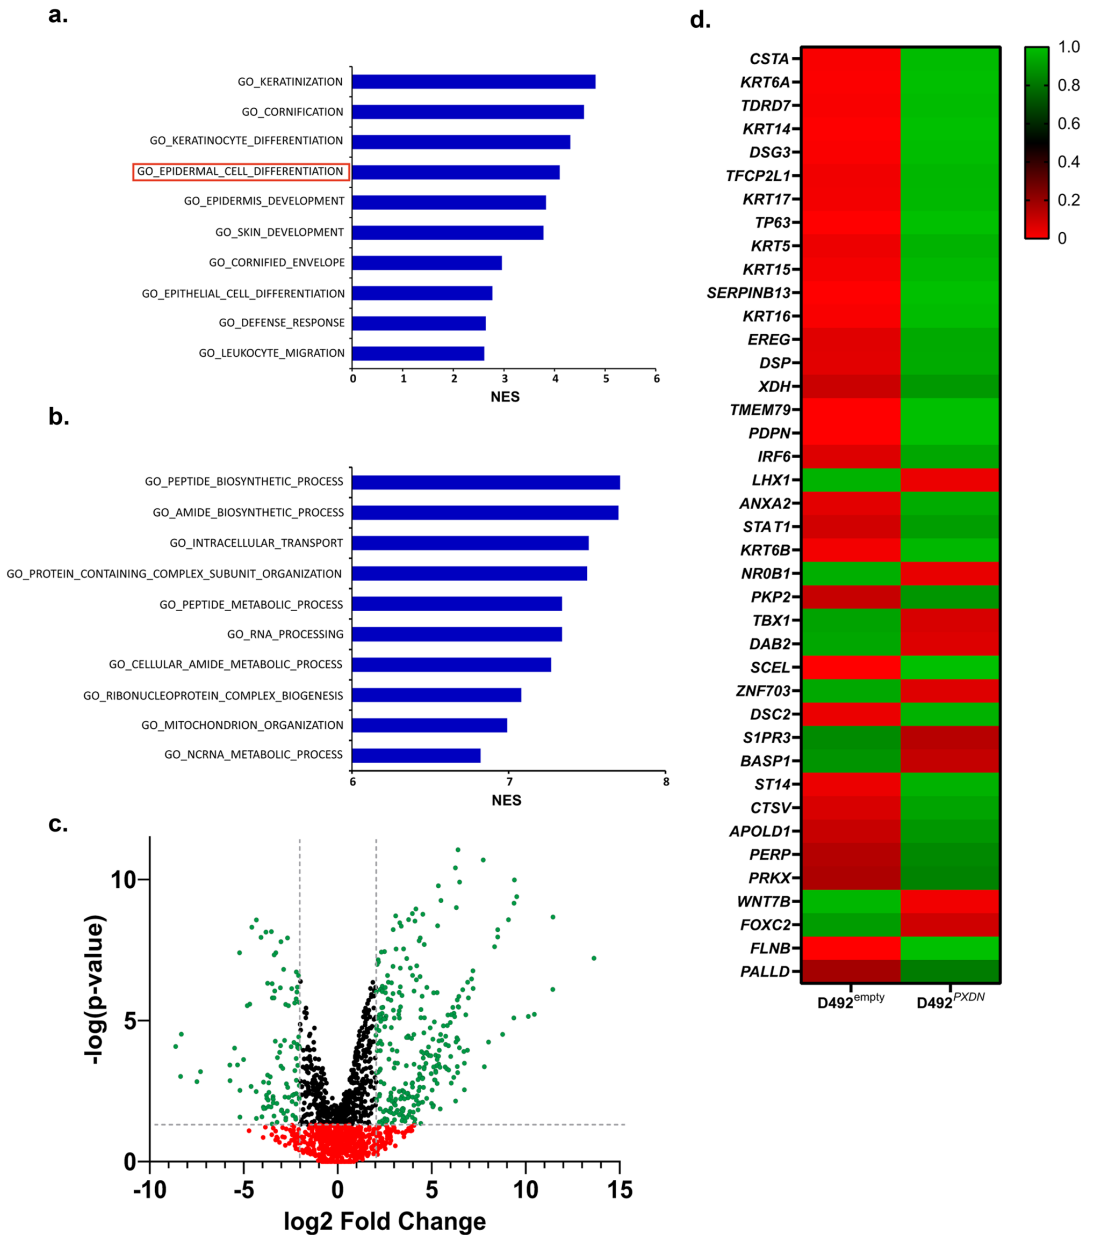 a.
GO_KERATINIZATION
GO_CORNIFICATION
GO_KERATINOCYTE_DIFFERENTIATION
GO_EPIDERMAL_CELL_DIFFERENTIATION
GO_EPIDERMIS_DEVELOPMENT
GO_SKIN_DEVELOPMENT
GO_CORNIFIED_ENVELOPE
GO_EPITHELIAL_CELL_DIFFERENTIATION
GO_DEFENSE_RESPONSE
GO_LEUKOCYTE_MIGRATION
0 1 2 3 4 5 6
NES
b.
GO_PEPTIDE_BIOSYNTHETIC_PROCESS
GO_AMIDE_BIOSYNTHETIC_PROCESS
GO_INTRACELLULAR_TRANSPORT
GO_PROTEIN_CONTAINING_COMPLEX_SUBUNIT_ORGANIZATION
GO_PEPTIDE_METABOLIC_PROCESS
GO_RNA_PROCESSING
GO_CELLULAR_AMIDE_METABOLIC_PROCESS
GO_RIBONUCLEOPROTEIN_COMPLEX_BIOGENESIS
GO_MITOCHONDRION_ORGANIZATION
GO_NCRNA_METABOLIC_PROCESS
6 7 8
NES
c.
-log(p-value)
10
5
0
-10 -5 0 5 10 15
log2 Fold Change
d.
CSTA
KRT6A
TDRD7
KRT14
DSG3
TFCP2L1
KRT17
TP63
KRT5
KRT15
SERPINB13
KRT16
EREG
DSP
XDH
TMEM79
PDPN
IRF6
LHX1
ANXA2
STAT1
KRT6B
NR0B1
PKP2
TBX1
DAB2
SCEL
ZNF703
DSC2
S1PR3
BASP1
ST14
CTSV
APOLD1
PERP
PRKX
WNT7B
FOXC2
FLNB
PALLD
D492empty D492PXDN
1.0
0.8
0.6
0.4
0.2
0